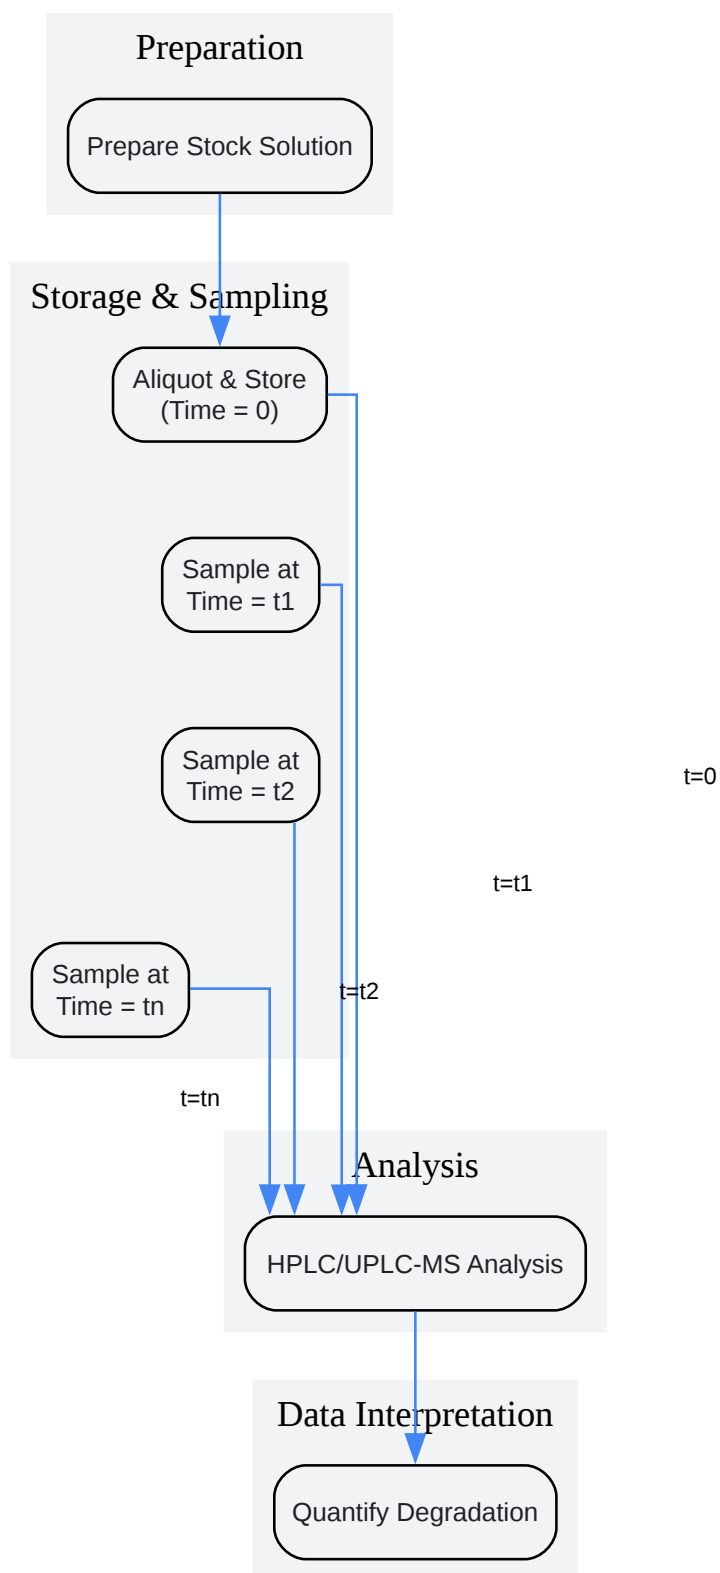 Preparation
Prepare Stock Solution
Storage & Sampling
Aliquot & Store
(Time = 0)
Sample at
Time = t1
Sample at
Time = t2
t=0
t=t1
Sample at
Time = tn
t=t2
t=tn
Analysis
HPLC/UPLC-MS Analysis
Data Interpretation
Quantify Degradation